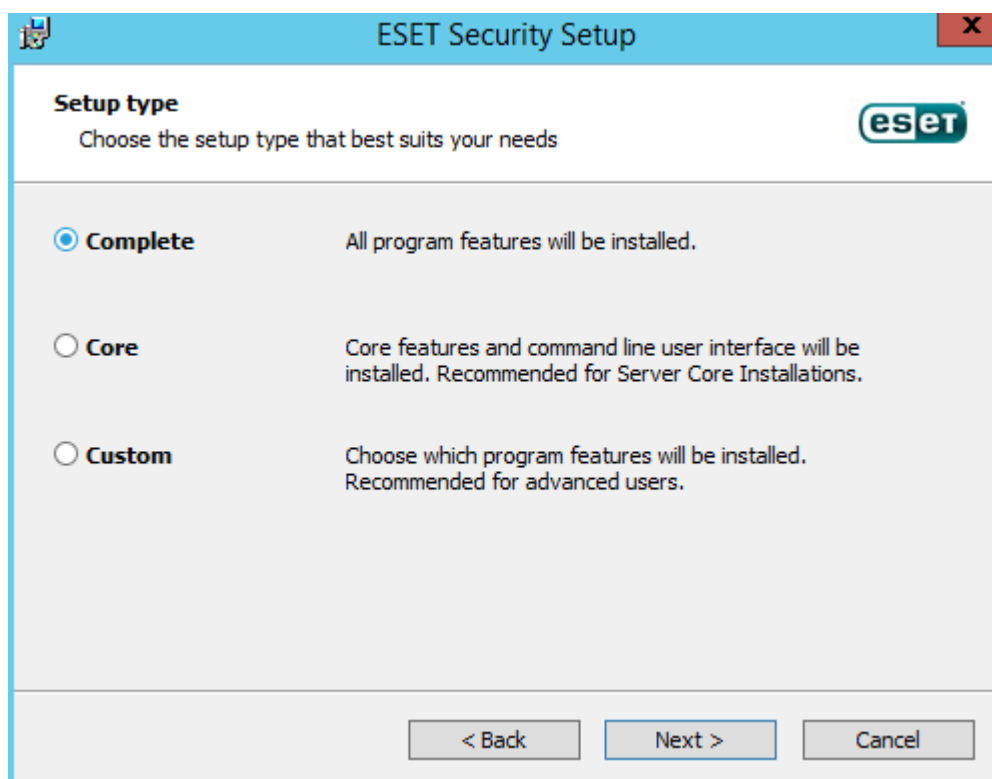 ESET Security Setup
x
Setup type
Choose the setup type that best suits your needs
eseT
Complete
All program features will be installed.
Core
Core features and command line user interface will be
installed. Recommended for Server Core Installations.
Custom
Choose which program features will be installed.
Recommended for advanced users.
< Back
Next >
Cancel